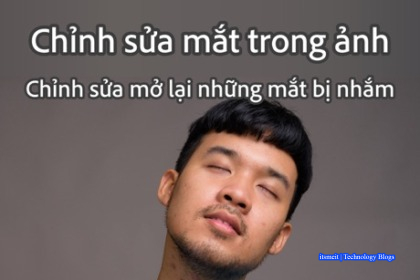 Chỉnh sửa mắt trong ảnh
Chỉnh sửa mở lại những mắt bị nhắm
itsmeit | Technology Blogs